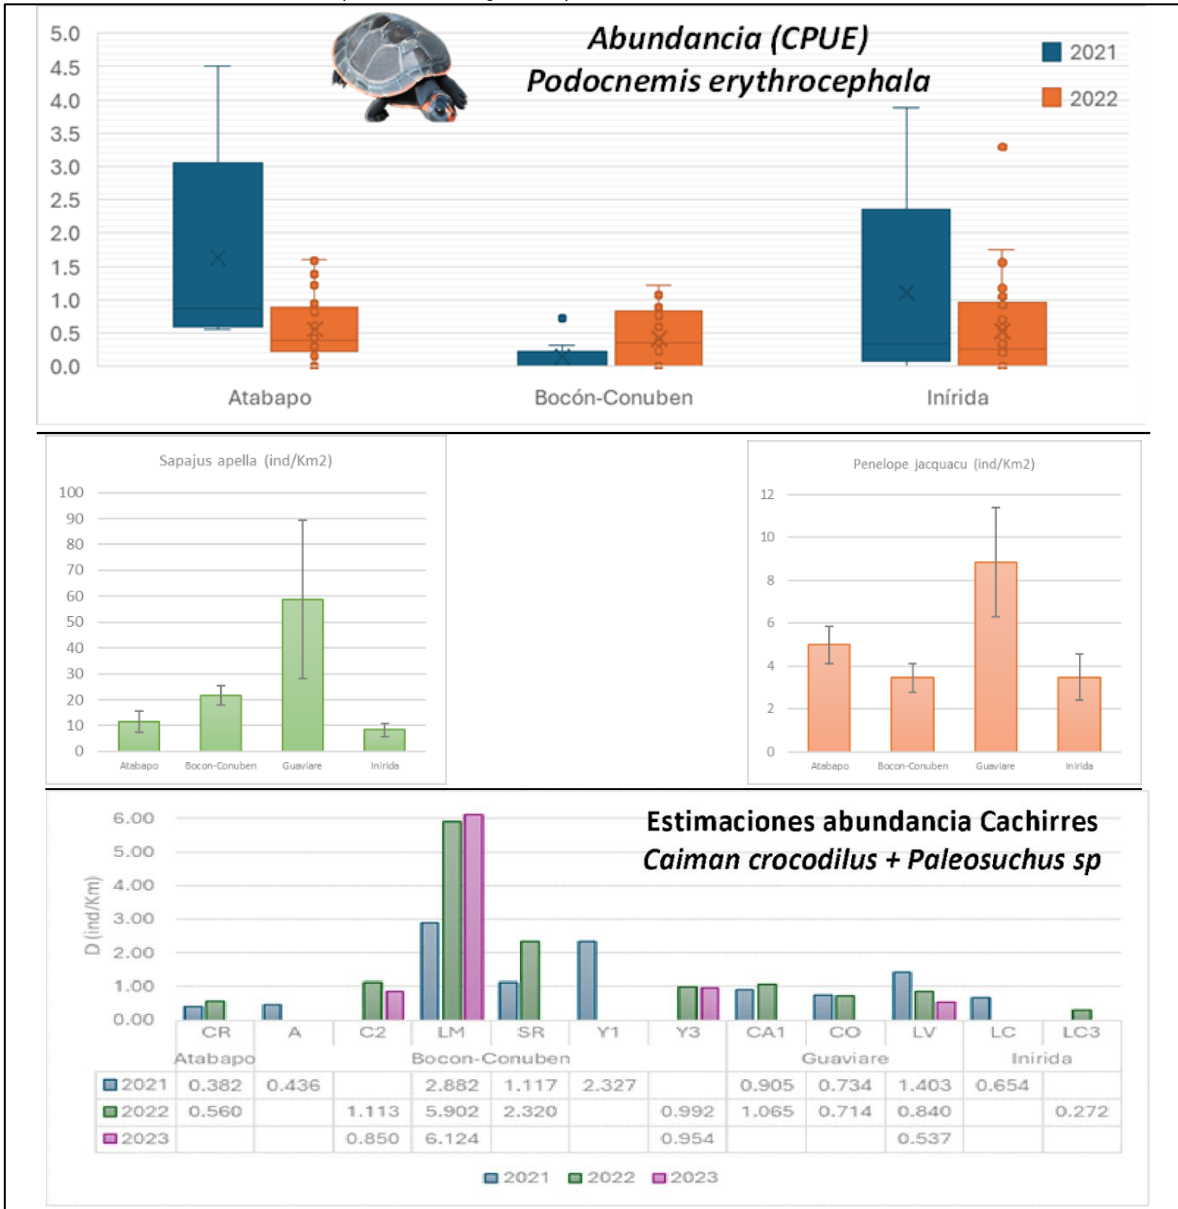 Abundancia (CPUE)
Podocnemis erythrocephala
2021
2022
5.0
4.5
4.0
3.5
3.0
2.5
2.0
1.5
1.0
0.5
0.0
Atabapo Bocón-Conuben Inírida
Sapajus apella (ind/Km2)
100
90
80
70
60
50
40
30
20
10
0
Atabapo Bocon-Conuben Guaviare Inirida
Penelope jacquacu (ind/Km2)
12
10
8
6
4
2
0
Atabapo Bocon-Conuben Guaviare Inirida
Estimaciones abundancia Cachirres
Caiman crocodilus + Paleosuchus sp
D (ind/Km)
6.00
5.00
4.00
3.00
2.00
1.00
0.00
CR A C2 LM SR Y1 Y3 CA1 CO LV LC LC3
Atabapo Bocon-Conuben Guaviare Inirida
2021 0.382 0.436 2.882 1.117 2.327 0.905 0.734 1.403 0.654
2022 0.560 1.113 5.902 2.320 0.992 1.065 0.714 0.840 0.272
2023 0.850 6.124 0.954 0.537
2021 2022 2023